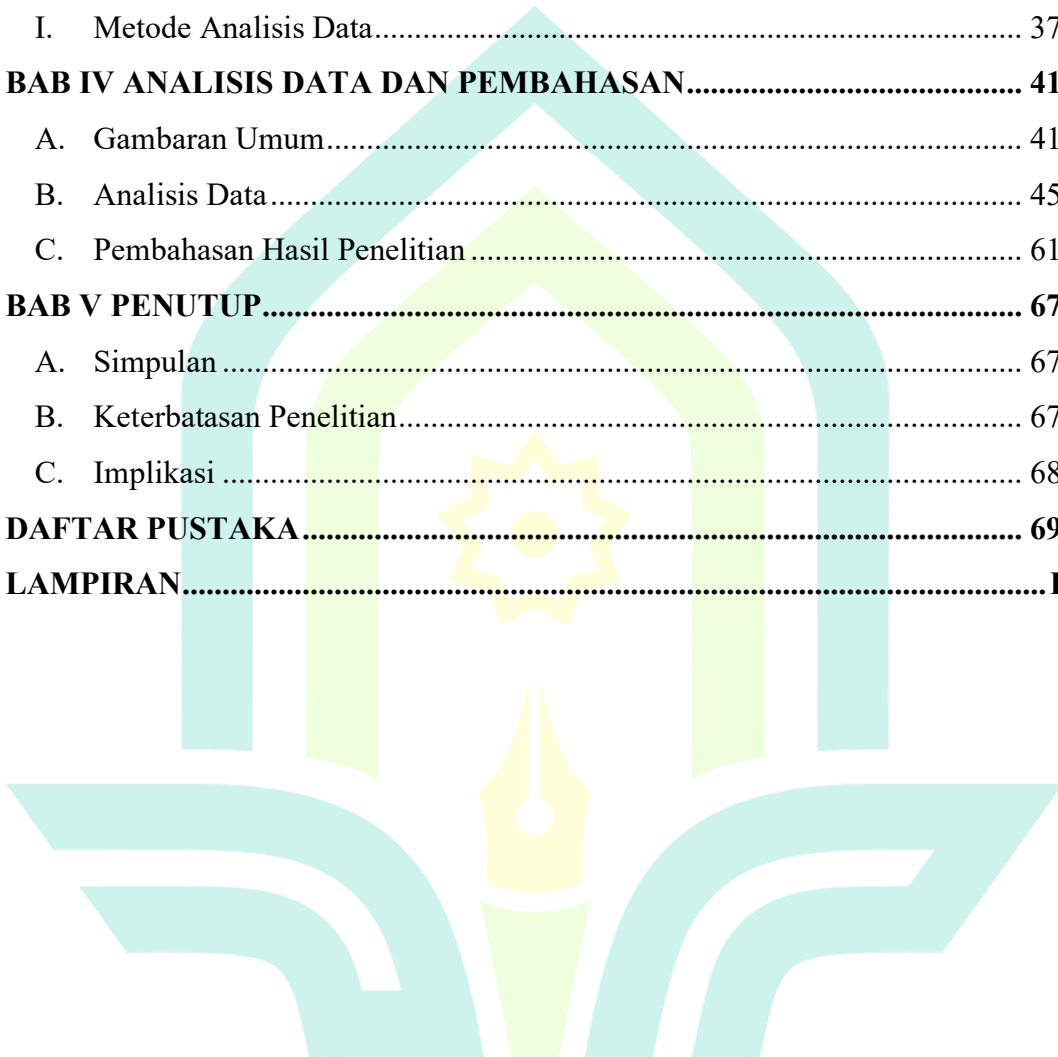 I. Metode Analisis Data.................................................................................. 37
BAB IV ANALISIS DATA DAN PEMBAHASAN........................................... 41
A. Gambaran Umum........................................................................................ 41
B. Analisis Data............................................................................................... 45
C. Pembahasan Hasil Penelitian...................................................................... 61
BAB V PENUTUP................................................................................................ 67
A. Simpulan..................................................................................................... 67
B. Keterbatasan Penelitian............................................................................... 67
C. Implikasi..................................................................................................... 68
DAFTAR PUSTAKA........................................................................................... 69
LAMPIRAN............................................................................................................. I